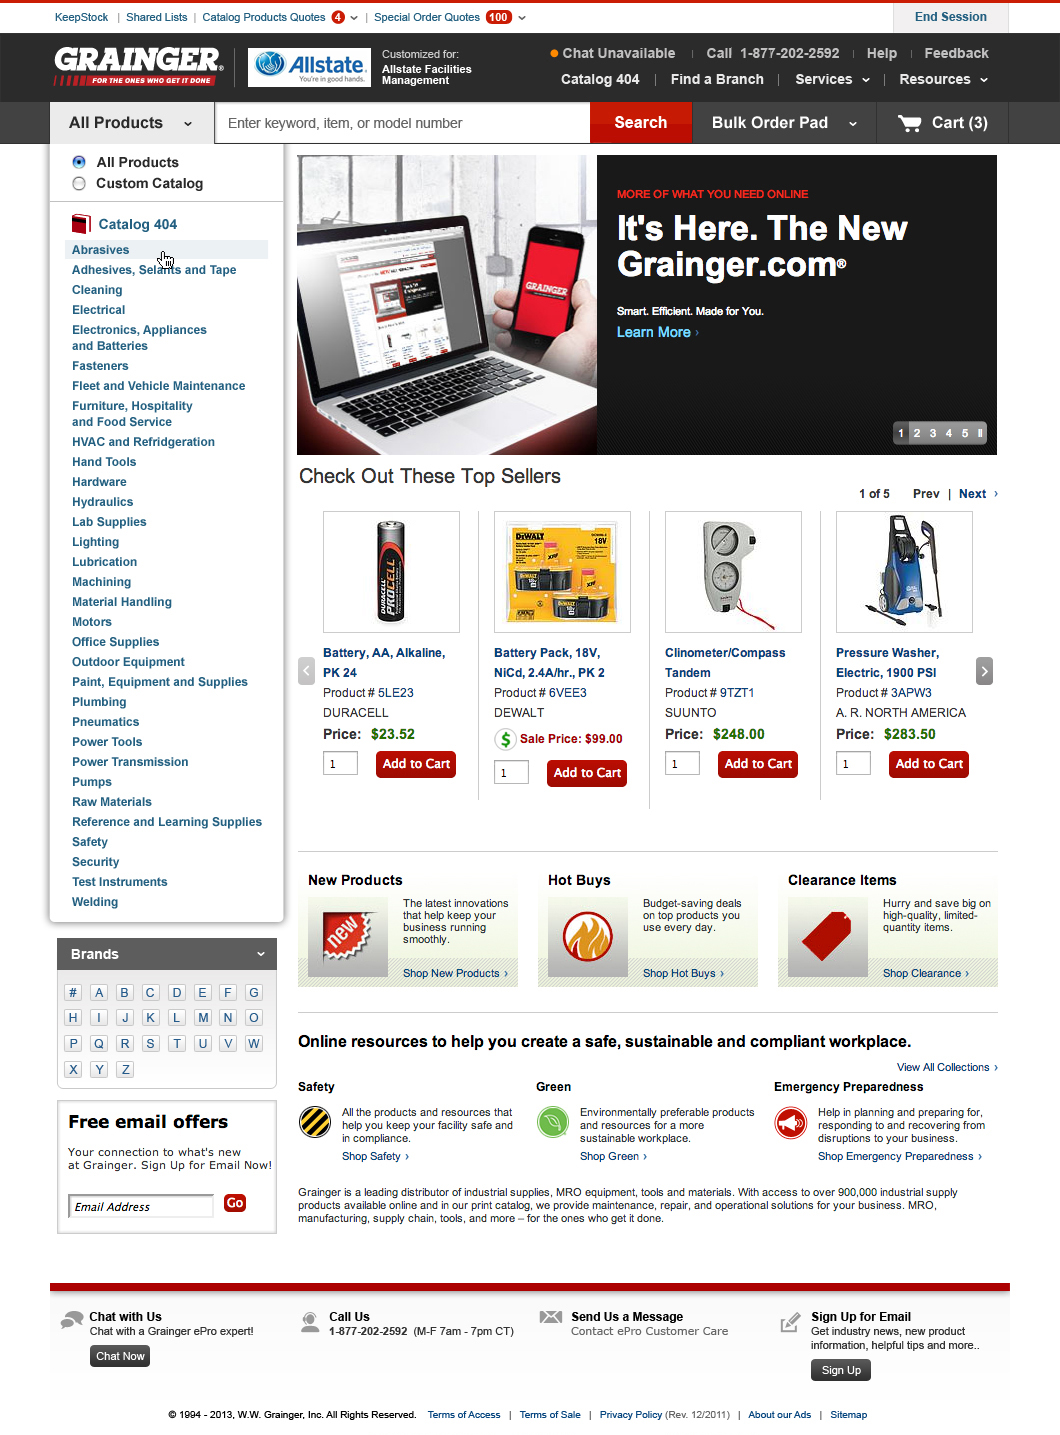 KeepStock | Shared Lists | Catalog Products Quotes 4 | Special Order Quotes 100
End Session
GRAINGER®
FOR THE ONES WHO GET IT DONE
Allstate.
You're in good hands.
Customized for:
Allstate Facilities
Management
Chat Unavailable | Call 1-877-202-2592 | Help | Feedback
Catalog 404 | Find a Branch | Services | Resources
All Products
Enter keyword, item, or model number
Search
Bulk Order Pad
Cart (3)
All Products
Custom Catalog
Catalog 404
Abrasives
Adhesives, Selants and Tape
Cleaning
Electrical
Electronics, Appliances
and Batteries
Fasteners
Fleet and Vehicle Maintenance
Furniture, Hospitality
and Food Service
HVAC and Refridgeration
Hand Tools
Hardware
Hydraulics
Lab Supplies
Lighting
Lubrication
Machining
Material Handling
Motors
Office Supplies
Outdoor Equipment
Paint, Equipment and Supplies
Plumbing
Pneumatics
Power Tools
Power Transmission
Pumps
Raw Materials
Reference and Learning Supplies
Safety
Security
Test Instruments
Welding
Brands
# A B C D E F G
H I J K L M N O
P Q R S T U V W
X Y Z
Free email offers
Your connection to what's new
at Grainger. Sign Up for Email Now!
Email Address
Go
GRAINGER
MORE OF WHAT YOU NEED ONLINE
It's Here. The New
Grainger.com®
Smart. Efficient. Made for You.
Learn More ›
1 2 3 4 5 II
Check Out These Top Sellers
1 of 5 Prev | Next ›
DURACELL
PROCELL
DEWALT
18V
XRP
XRP
Battery, AA, Alkaline,
PK 24
Product # 5LE23
DURACELL
Price: $23.52
1
Add to Cart
Battery Pack, 18V,
NiCd, 2.4A/hr., PK 2
Product # 6VEE3
DEWALT
$ Sale Price: $99.00
1
Add to Cart
Clinometer/Compass
Tandem
Product # 9TZT1
SUUNTO
Price: $248.00
1
Add to Cart
Pressure Washer,
Electric, 1900 PSI
Product # 3APW3
A. R. NORTH AMERICA
Price: $283.50
1
Add to Cart
New Products
new
The latest innovations
that help keep your
business running
smoothly.
Shop New Products ›
Hot Buys
Budget-saving deals
on top products you
use every day.
Shop Hot Buys ›
Clearance Items
Hurry and save big on
high-quality, limited-
quantity items.
Shop Clearance ›
Online resources to help you create a safe, sustainable and compliant workplace.
View All Collections ›
Safety
All the products and resources that
help you keep your facility safe and
in compliance.
Shop Safety ›
Green
Environmentally preferable products
and resources for a more
sustainable workplace.
Shop Green ›
Emergency Preparedness
Help in planning and preparing for,
responding to and recovering from
disruptions to your business.
Shop Emergency Preparedness ›
Grainger is a leading distributor of industrial supplies, MRO equipment, tools and materials. With access to over 900,000 industrial supply
products available online and in our print catalog, we provide maintenance, repair, and operational solutions for your business. MRO,
manufacturing, supply chain, tools, and more – for the ones who get it done.
Chat with Us
Chat with a Grainger ePro expert!
Chat Now
Call Us
1-877-202-2592 (M-F 7am - 7pm CT)
Send Us a Message
Contact ePro Customer Care
Sign Up for Email
Get industry news, new product
information, helpful tips and more..
Sign Up
© 1994 - 2013, W.W. Grainger, Inc. All Rights Reserved. Terms of Access | Terms of Sale | Privacy Policy (Rev. 12/2011) | About our Ads | Sitemap